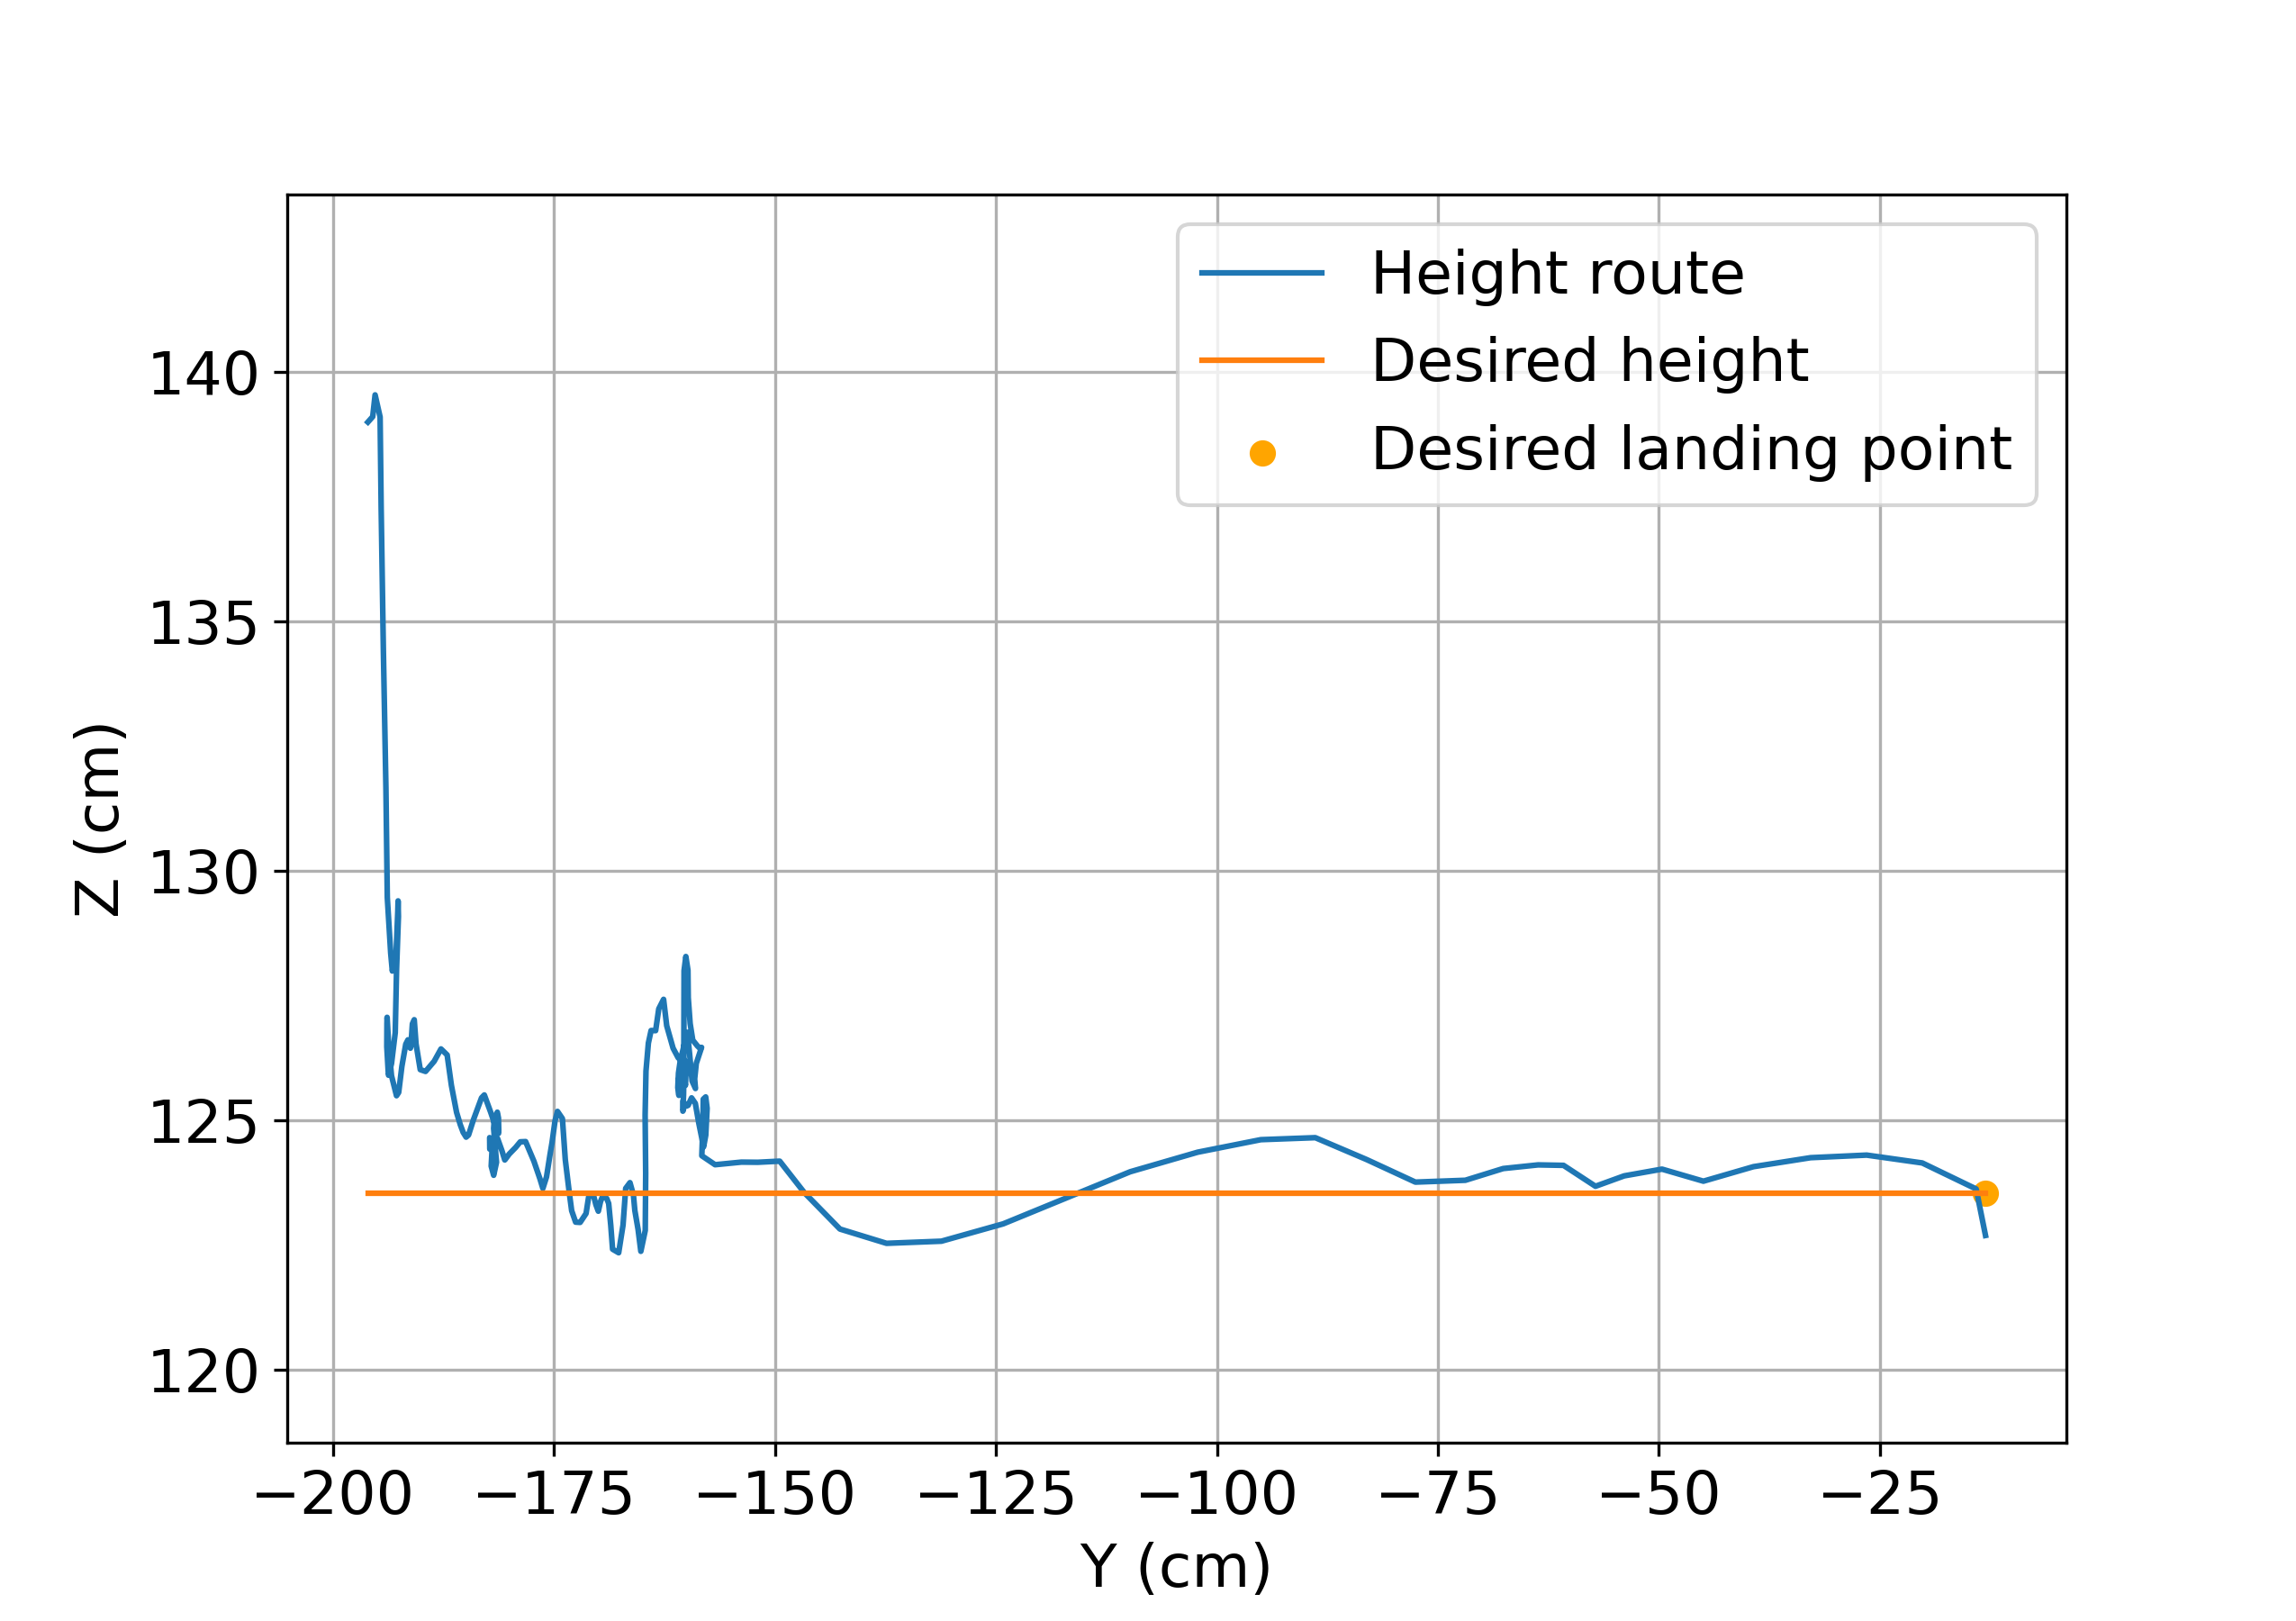 Height route
Desired height
Desired landing point
140
135
130
125
120
Z (cm)
−200 −175 −150 −125 −100 −75 −50 −25
Y (cm)